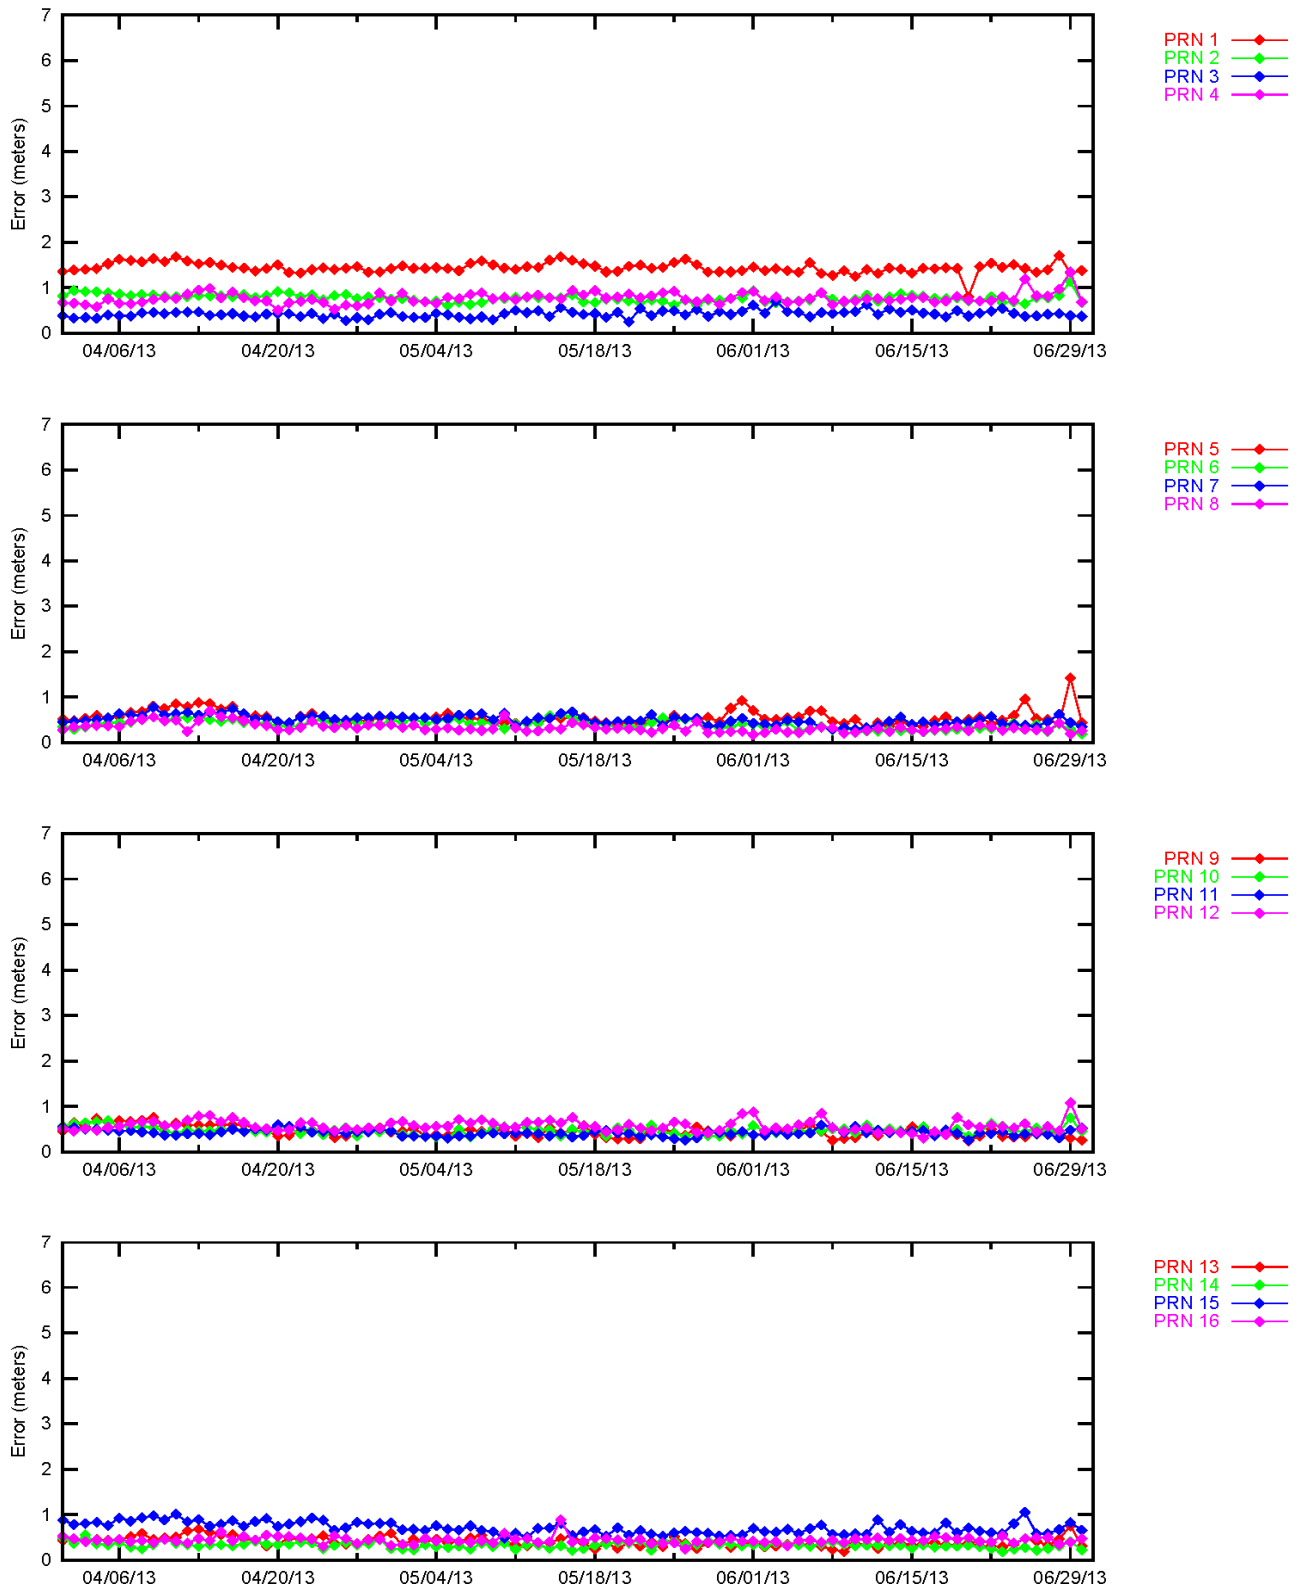 7
6
5
4
3
2
1
0
Error (meters)
04/06/13 04/20/13 05/04/13 05/18/13 06/01/13 06/15/13 06/29/13
PRN 1
PRN 2
PRN 3
PRN 4
7
6
5
4
3
2
1
0
Error (meters)
04/06/13 04/20/13 05/04/13 05/18/13 06/01/13 06/15/13 06/29/13
PRN 5
PRN 6
PRN 7
PRN 8
7
6
5
4
3
2
1
0
Error (meters)
04/06/13 04/20/13 05/04/13 05/18/13 06/01/13 06/15/13 06/29/13
PRN 9
PRN 10
PRN 11
PRN 12
7
6
5
4
3
2
1
0
Error (meters)
04/06/13 04/20/13 05/04/13 05/18/13 06/01/13 06/15/13 06/29/13
PRN 13
PRN 14
PRN 15
PRN 16